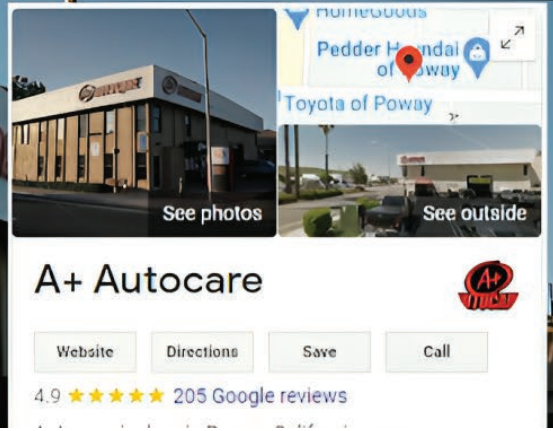 HomeGoods
Pedder Hyundai
of Poway
Toyota of Poway
See photos
See outside
A+ Autocare
A+
Website
Directions
Save
Call
4.9 ★★★★★ 205 Google reviews